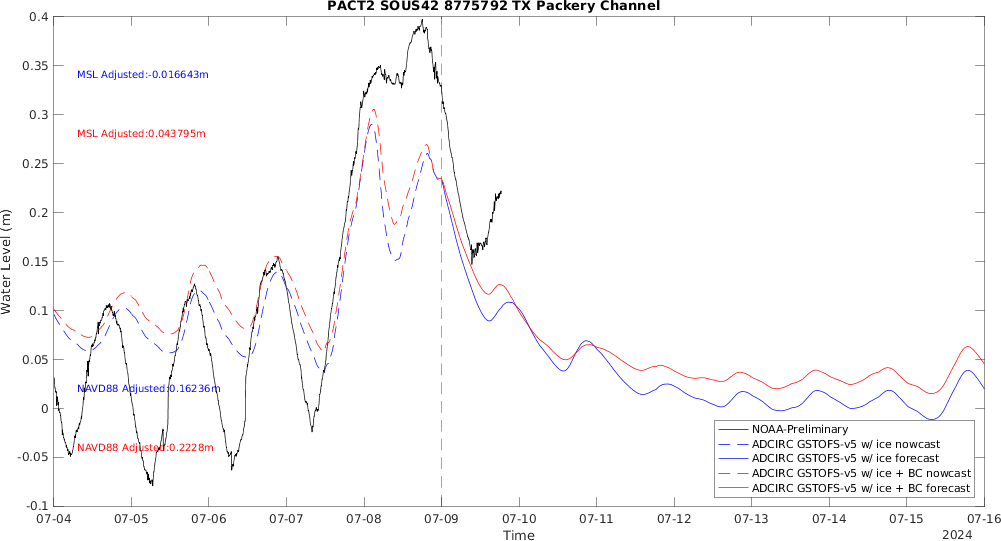 PACT2 SOUS42 8775792 TX Packery Channel
0.4
0.35
0.3
0.25
0.2
0.15
0.1
0.05
0
-0.05
-0.1
Water Level (m)
MSL Adjusted:-0.016643m
MSL Adjusted:0.043795m
NAVD88 Adjusted:0.16236m
NAVD88 Adjusted:0.2228m
NOAA-Preliminary
ADCIRC GSTOFS-v5 w/ ice nowcast
ADCIRC GSTOFS-v5 w/ ice forecast
ADCIRC GSTOFS-v5 w/ ice + BC nowcast
ADCIRC GSTOFS-v5 w/ ice + BC forecast
07-04 07-05 07-06 07-07 07-08 07-09 07-10 07-11 07-12 07-13 07-14 07-15 07-16
Time
2024